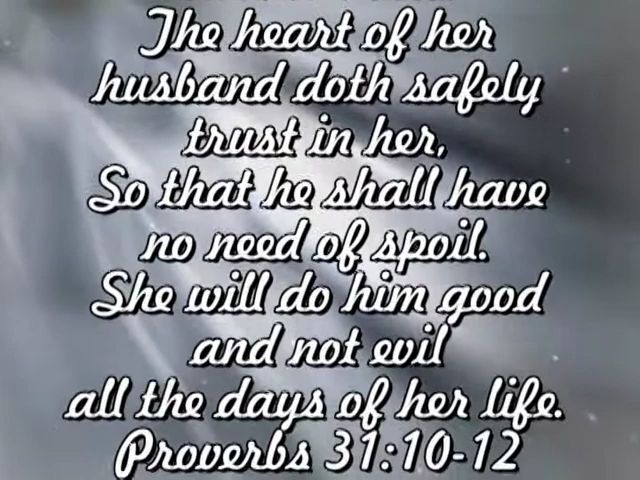 The heart of her
husband doth safely
trust in her,
So that he shall have
no need of spoil.
She will do him good
and not evil
all the days of her life.
Proverbs 31:10-12